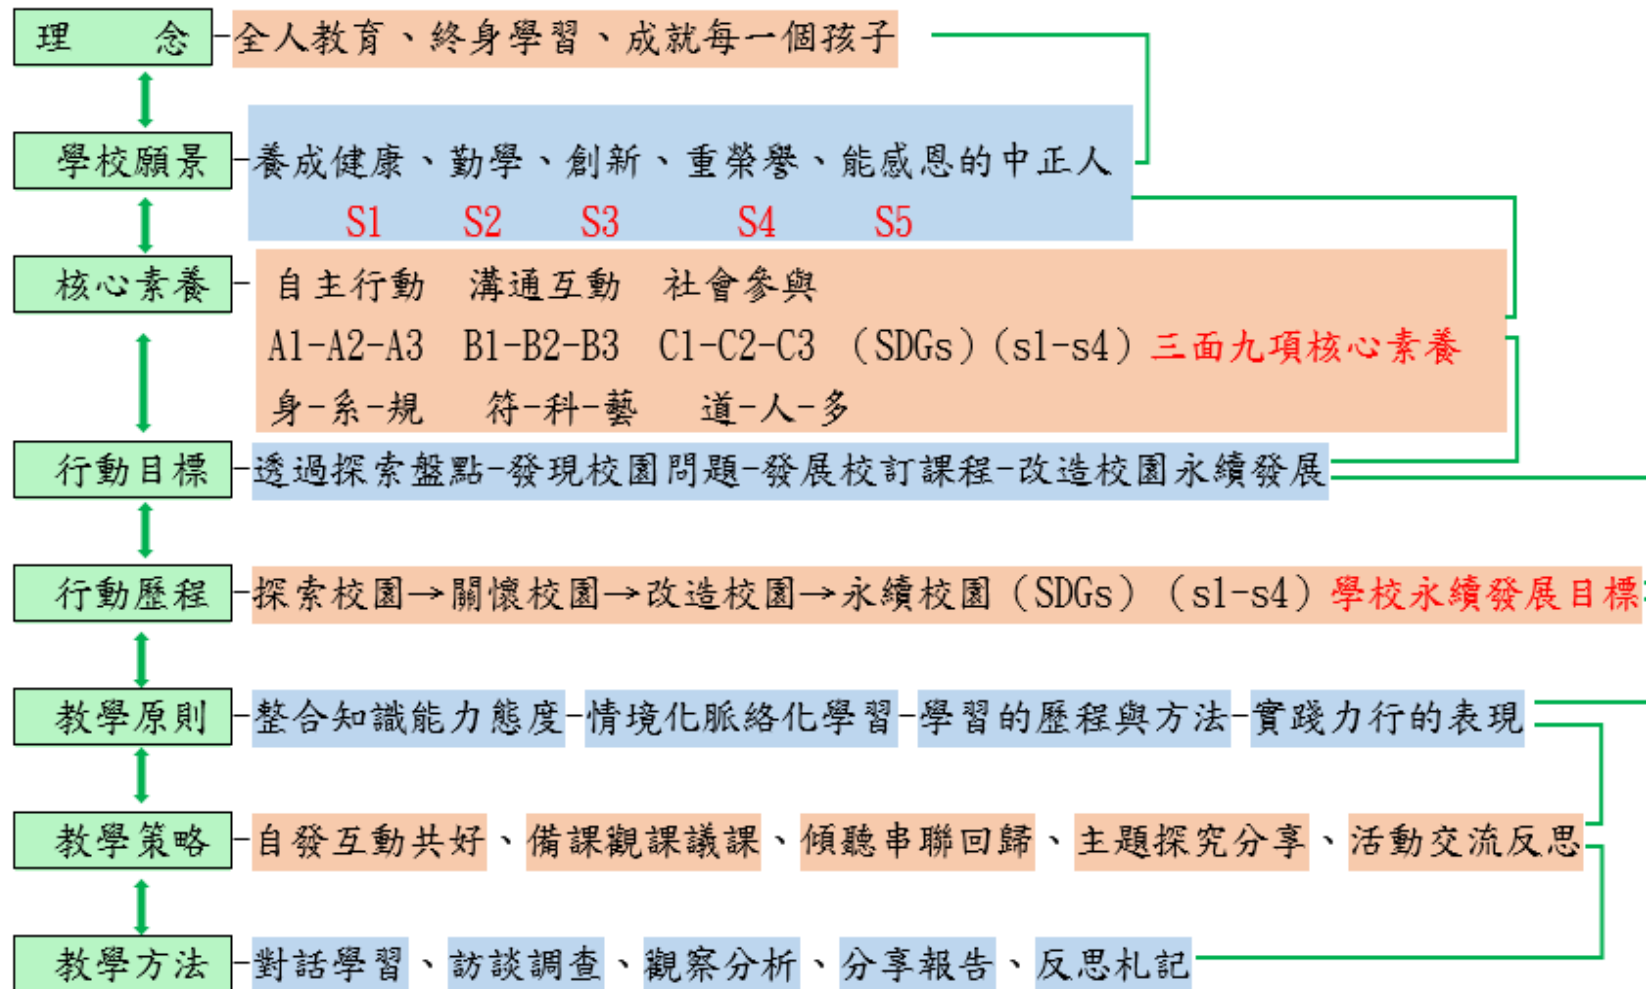 理 念-全人教育、終身學習、成就每一個孩子
學校願景-養成健康、勤學、創新、重榮譽、能感恩的中正人
S1 S2 S3 S4 S5
核心素養- 自主行動 溝通互動 社會參與
A1-A2-A3 B1-B2-B3 C1-C2-C3 (SDGs)(s1-s4)三面九項核心素養
身-系-規 符-科-藝 道-人-多
行動目標-透過探索盤點-發現校園問題-發展校訂課程-改造校園永續發展
行動歷程-探索校園→關懷校園→改造校園→永續校園(SDGs) (s1-s4)學校永續發展目標
教學原則-整合知識能力態度-情境化脈絡化學習-學習的歷程與方法-實踐力行的表現
教學策略-自發互動共好、備課觀課議課、傾聽串聯回歸、主題探究分享、活動交流反思
教學方法-對話學習、訪談調查、觀察分析、分享報告、反思札記